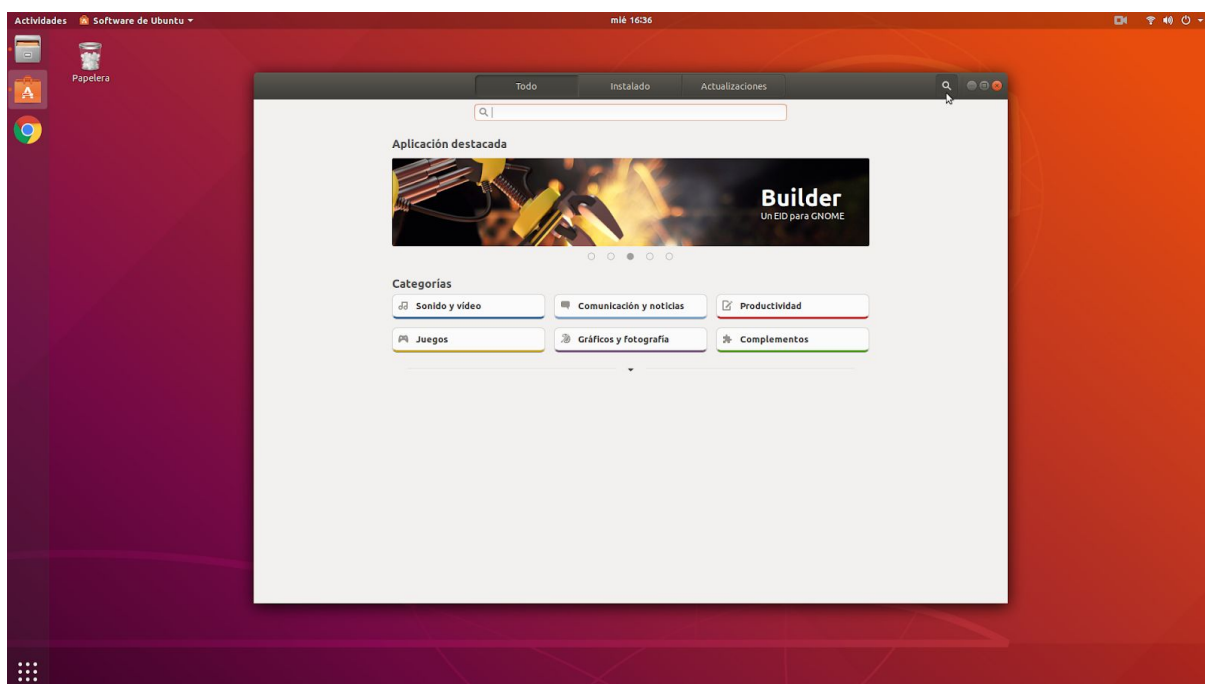 Actividades Software de Ubuntu mié 16:36
Papelera
Todo Instalado Actualizaciones
Aplicación destacada
Builder
Un EID para GNOME
Categorías
Sonido y vídeo Comunicación y noticias Productividad
Juegos Gráficos y fotografía Complementos